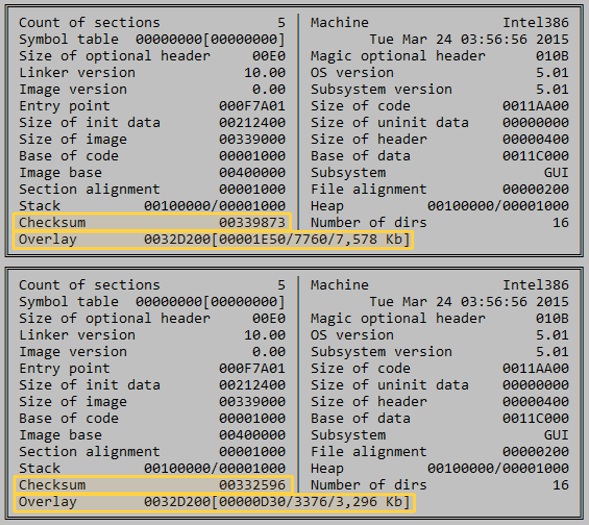 Count of sections 5 Machine Intel386
Symbol table 00000000[00000000] Tue Mar 24 03:56:56 2015
Size of optional header 00E0 Magic optional header 010B
Linker version 10.00 OS version 5.01
Image version 0.00 Subsystem version 5.01
Entry point 000F7A01 Size of code 0011AA00
Size of init data 00212400 Size of uninit data 00000000
Size of image 00339000 Size of header 00000400
Base of code 00001000 Base of data 0011C000
Image base 00400000 Subsystem GUI
Section alignment 00001000 File alignment 00000200
Stack 00100000/00001000 Heap 00100000/00001000
Checksum 00339873 Number of dirs 16
Overlay 0032D200[00001E50/7760/7,578 Kb]
Count of sections 5 Machine Intel386
Symbol table 00000000[00000000] Tue Mar 24 03:56:56 2015
Size of optional header 00E0 Magic optional header 010B
Linker version 10.00 OS version 5.01
Image version 0.00 Subsystem version 5.01
Entry point 000F7A01 Size of code 0011AA00
Size of init data 00212400 Size of uninit data 00000000
Size of image 00339000 Size of header 00000400
Base of code 00001000 Base of data 0011C000
Image base 00400000 Subsystem GUI
Section alignment 00001000 File alignment 00000200
Stack 00100000/00001000 Heap 00100000/00001000
Checksum 00332596 Number of dirs 16
Overlay 0032D200[00000D30/3376/3,296 Kb]